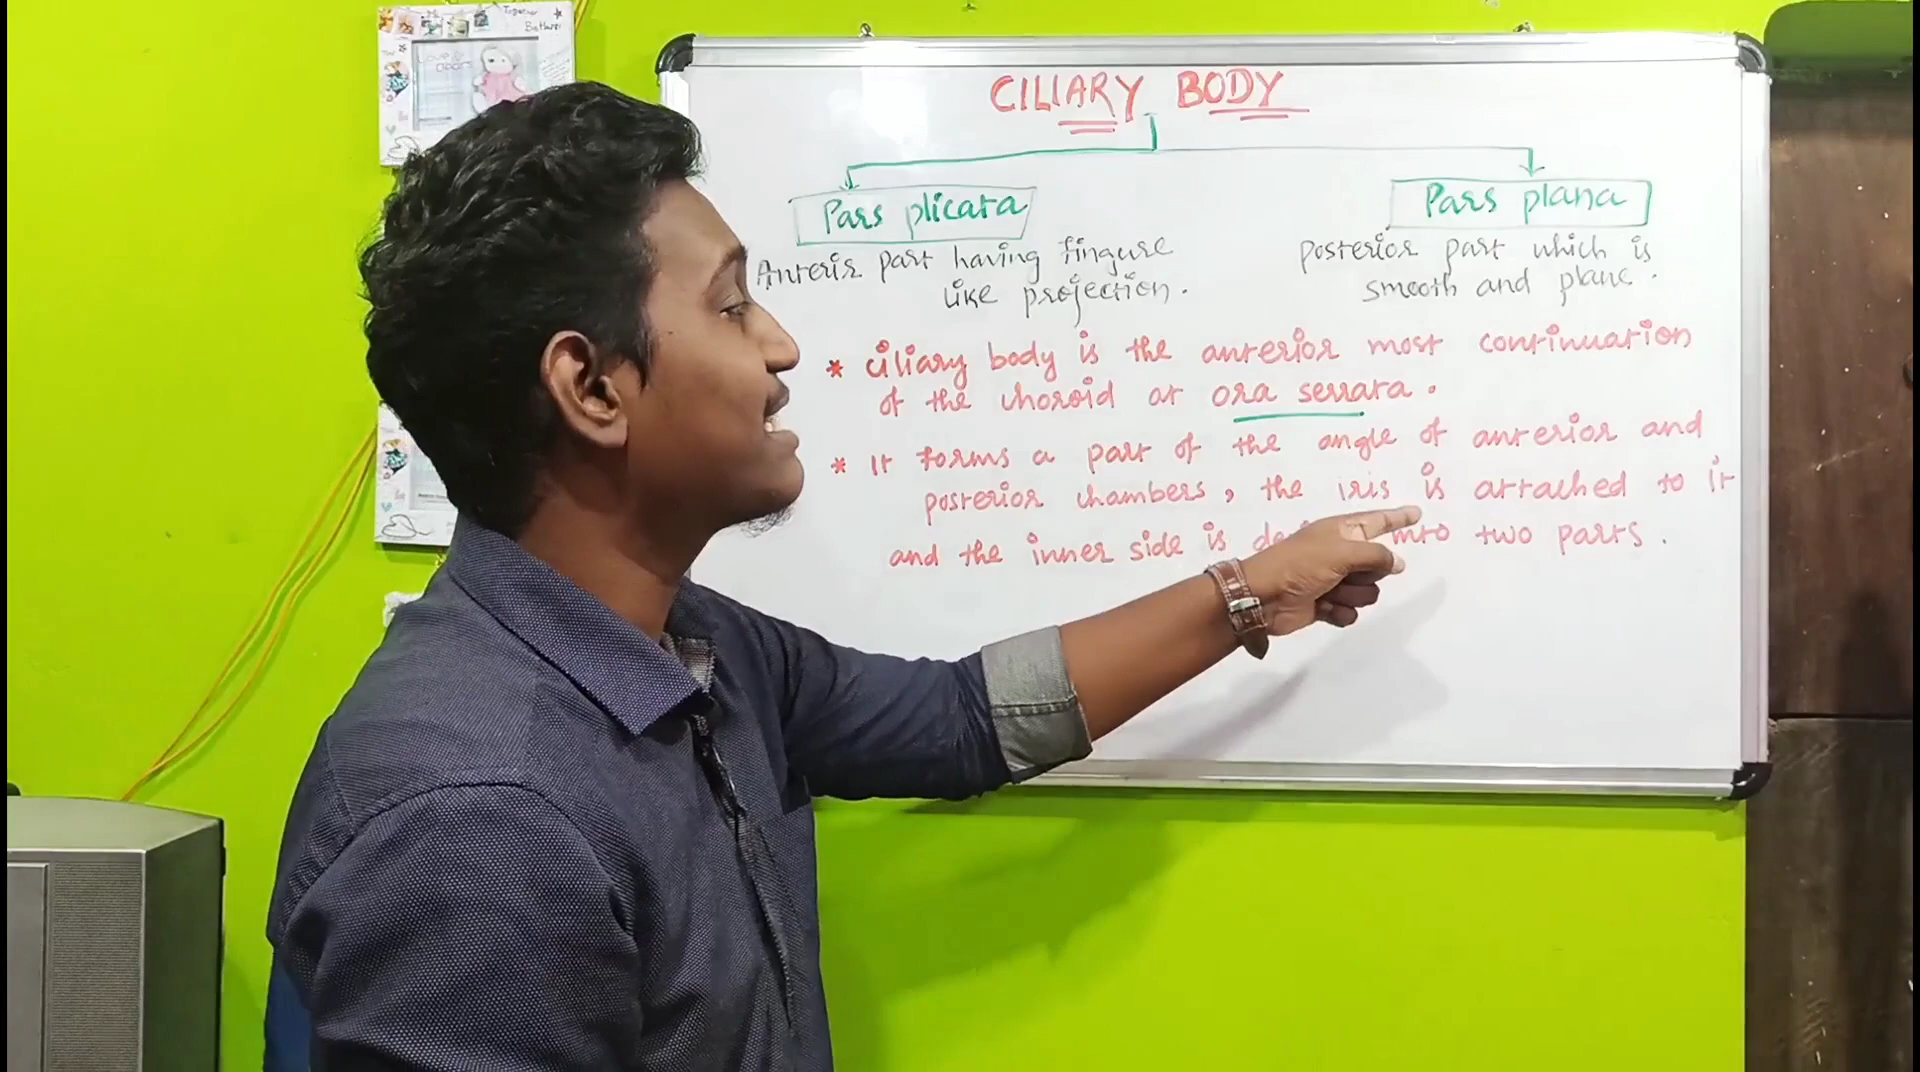 CILIARY BODY
Pars plicata
Pars plana
Anterir part having fingure
like projection.
posterior part which is
smooth and plane.
* ciliary body is the anterior most continuation
of the choroid at ora serrata.
* It forms a part of the angle of anterior and
posterior chambers, the iris is attached to it
and the inner side is into two parts.
Together